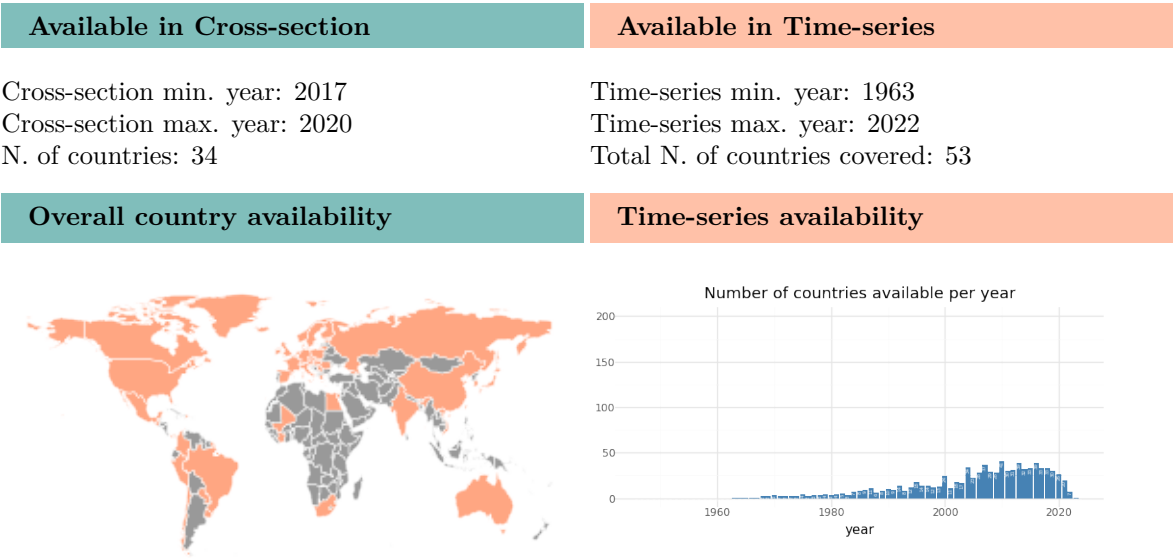 Available in Cross-section
Available in Time-series
Cross-section min. year: 2017
Cross-section max. year: 2020
N. of countries: 34
Time-series min. year: 1963
Time-series max. year: 2022
Total N. of countries covered: 53
Overall country availability
Time-series availability
Number of countries available per year
200
150
100
50
0
1960
1980
2000
2020
year